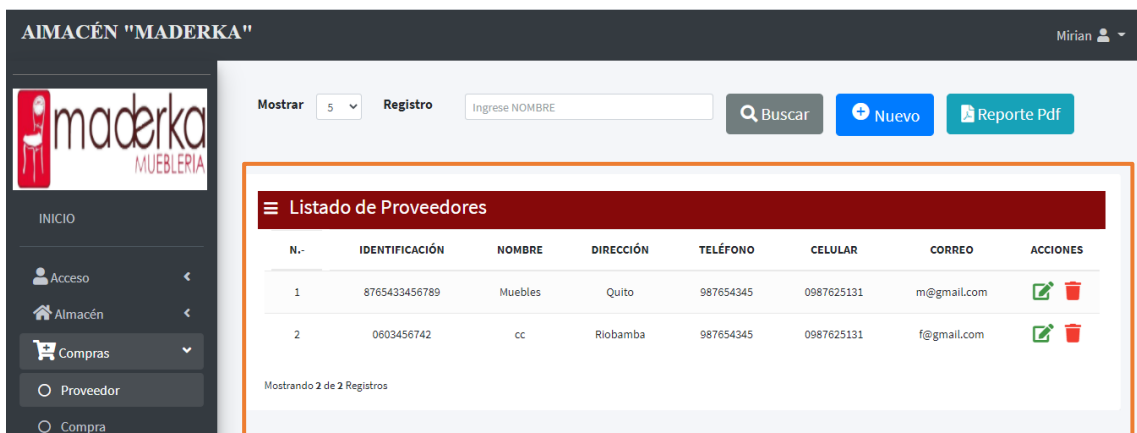 AlMACÉN "MADERKA"
Mirian
maderka
MUEBLERIA
INICIO
Acceso
Almacén
Compras
Proveedor
Compra
Mostrar 5 Registro Ingrese NOMBRE Buscar Nuevo Reporte Pdf
Listado de Proveedores
N.- IDENTIFICACIÓN NOMBRE DIRECCIÓN TELÉFONO CELULAR CORREO ACCIONES
1 8765433456789 Muebles Quito 987654345 0987625131 m@gmail.com
2 0603456742 cc Riobamba 987654345 0987625131 f@gmail.com
Mostrando 2 de 2 Registros